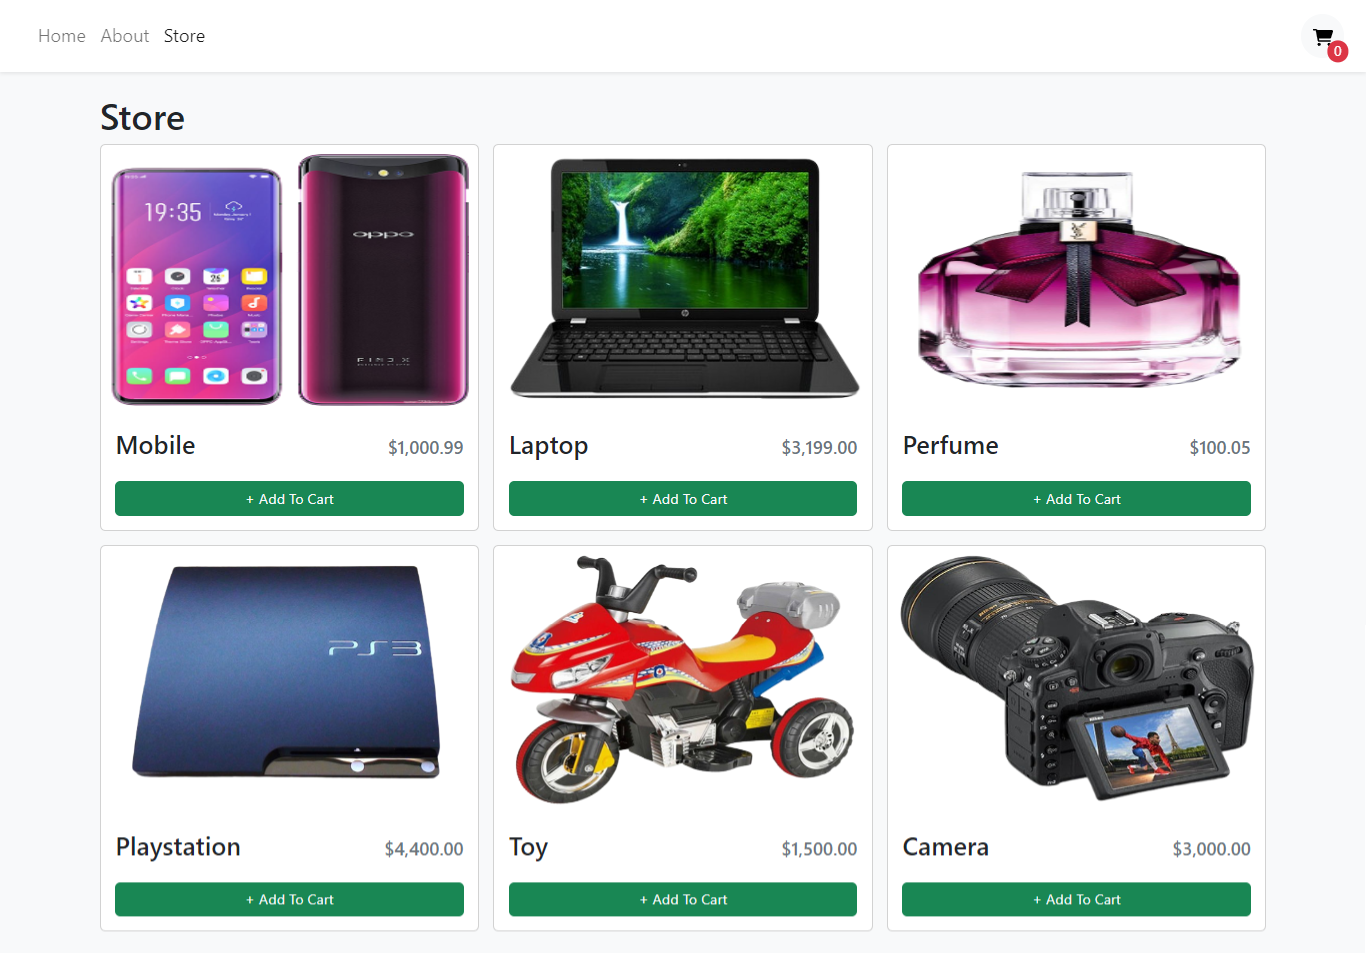 Home About Store
0
Store
19:35
oppo
FIND X
hp
Mobile $1,000.99
Laptop $3,199.00
Perfume $100.05
+ Add To Cart
+ Add To Cart
+ Add To Cart
PS3
Playstation $4,400.00
Toy $1,500.00
Camera $3,000.00
+ Add To Cart
+ Add To Cart
+ Add To Cart